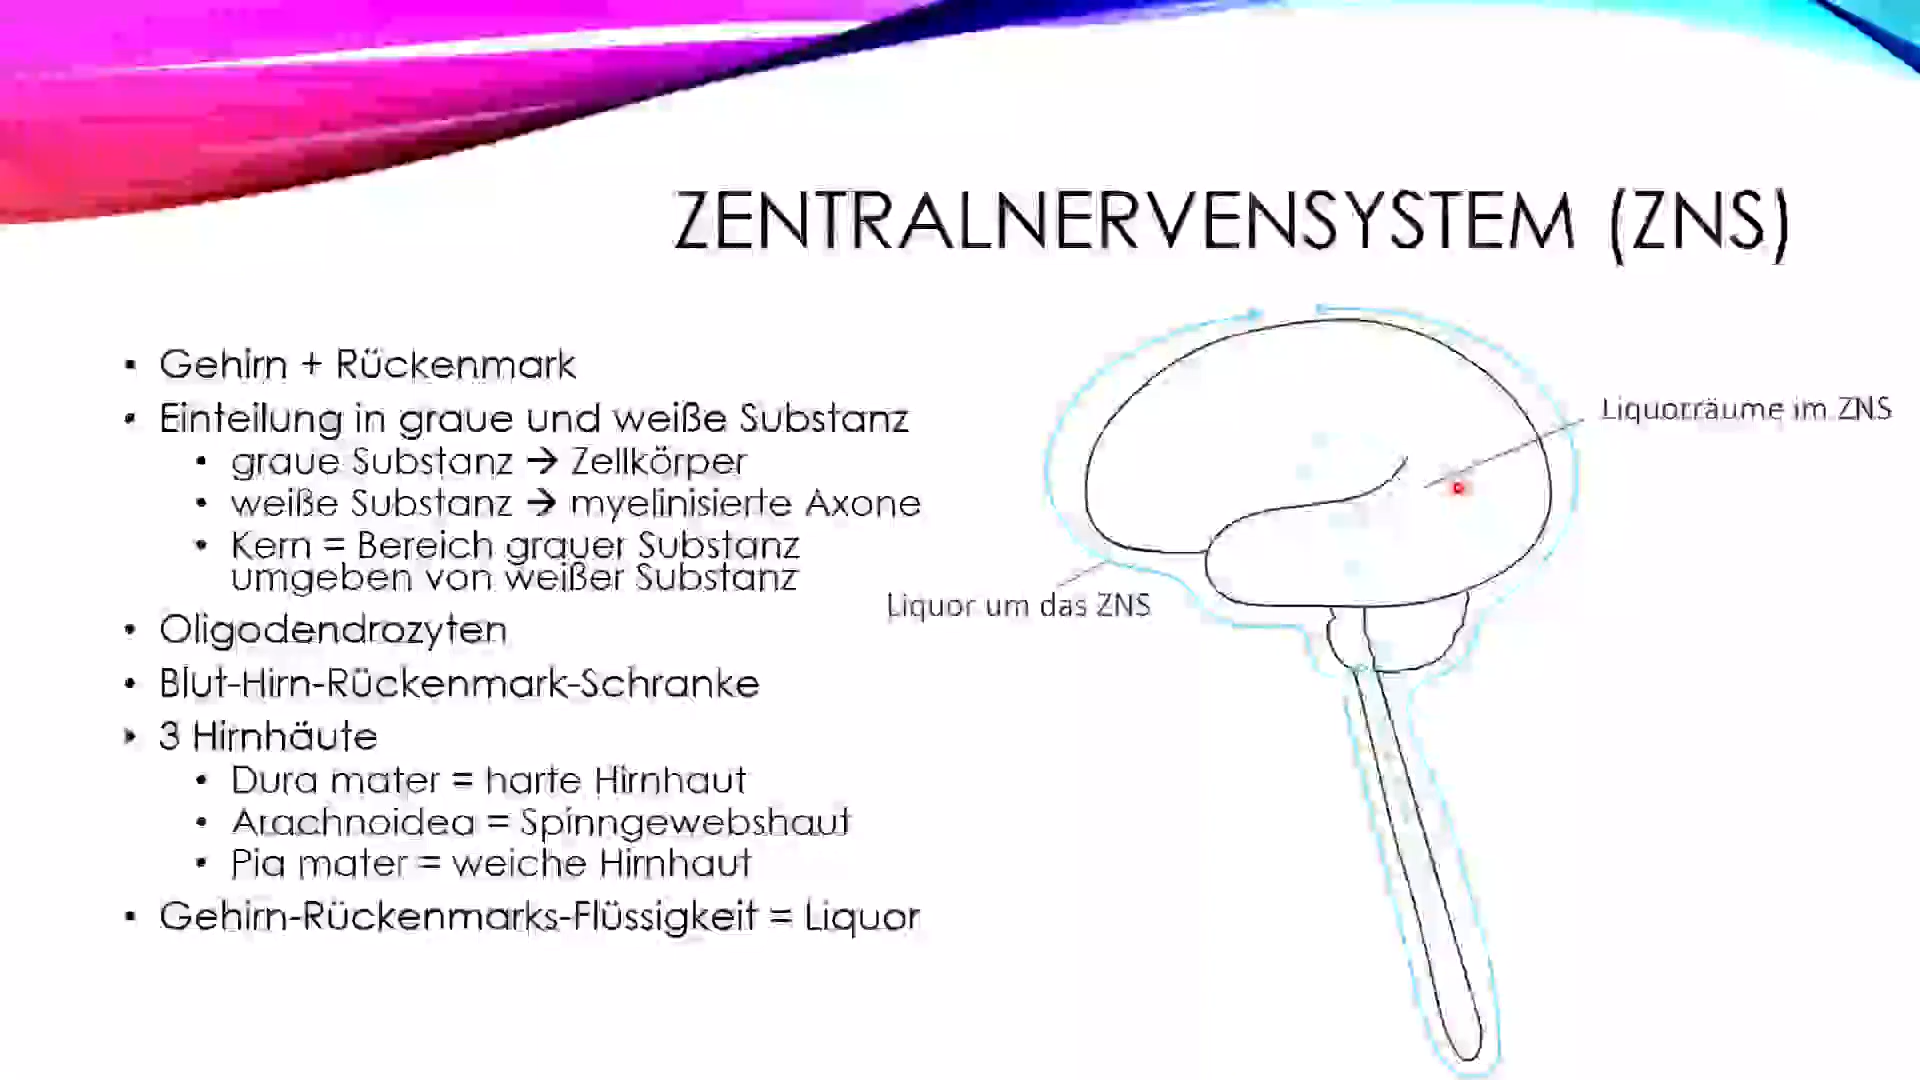 ZENTRALNERVENSYSTEM (ZNS)
Gehirn + Rückenmark
Einteilung in graue und weiße Substanz
graue Substanz → Zellkörper
weiße Substanz → myelinisierte Axone
Kern = Bereich grauer Substanz
umgeben von weißer Substanz
Oligodendrozyten
Blut-Hirn-Rückenmark-Schranke
3 Hirnhäute
Dura mater = harte Hirnhaut
Arachnoidea = Spinngewebshaut
Pia mater = weiche Hirnhaut
Gehirn-Rückenmarks-Flüssigkeit = Liquor
Liquorräume im ZNS
Liquor um das ZNS